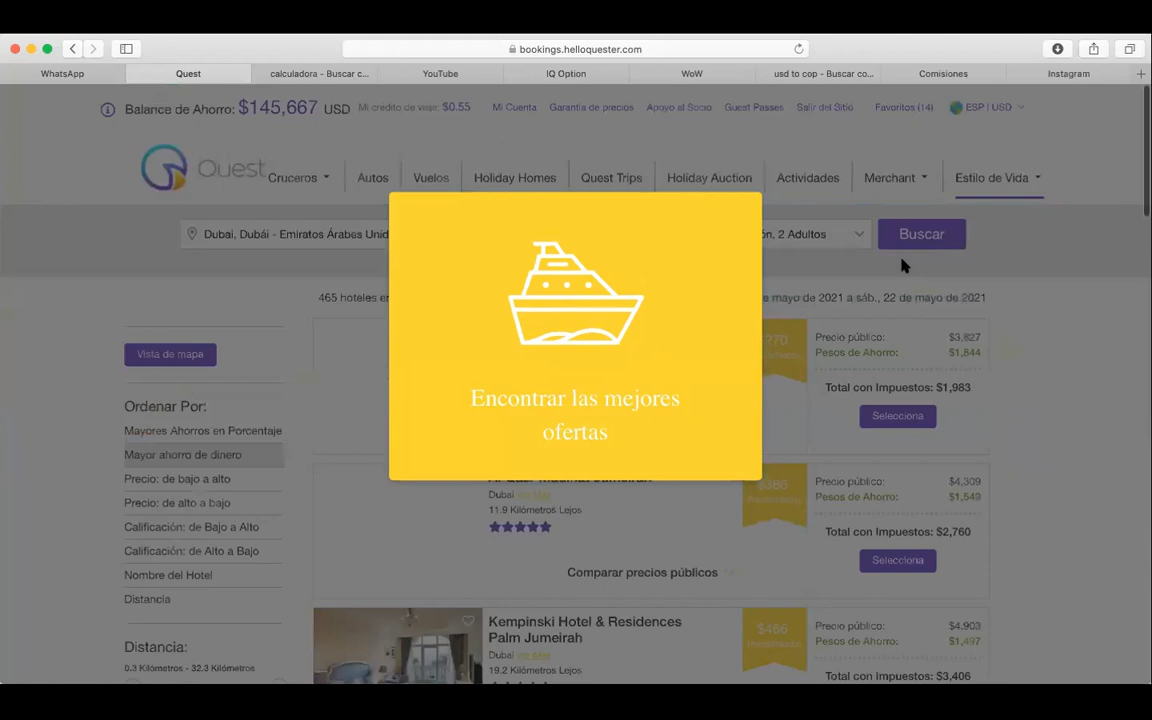 bookings.helloquester.com
WhatsApp
Quest
calculadora - Buscar c...
YouTube
IQ Option
WoW
usd to cop - Buscar co...
Comisiones
Instagram
Balance de Ahorro: $145,667 USD
Mi crédito de viaje: $0.55
Mi Cuenta
Garantía de precios
Apoyo al Socio
Guest Passes
Salir del Sitio
Favoritos (14)
ESP | USD
Quest
Cruceros
Autos
Vuelos
Holiday Homes
Quest Trips
Holiday Auction
Actividades
Merchant
Estilo de Vida
Dubai, Dubái - Emiratos Árabes Unid
ón, 2 Adultos
Buscar
465 hoteles en
e mayo de 2021 a sáb., 22 de mayo de 2021
Encontrar las mejores
ofertas
Vista de mapa
Ordenar Por:
Mayores Ahorros en Porcentaje
Mayor ahorro de dinero
Precio: de bajo a alto
Precio: de alto a bajo
Calificación: de Bajo a Alto
Calificación: de Alto a Bajo
Nombre del Hotel
Distancia
Distancia:
0.3 Kilómetros - 32.3 Kilómetros
Precio público: $3,827
Pesos de Ahorro: $1,844
Total con Impuestos: $1,983
Selecciona
Dubai Ver Mapa
11.9 Kilómetros Lejos
Comparar precios públicos
$386
Precio público: $4,309
Pesos de Ahorro: $1,549
Total con Impuestos: $2,760
Selecciona
Kempinski Hotel & Residences
Palm Jumeirah
Dubai Ver Mapa
19.2 Kilómetros Lejos
$466
Precio público: $4,903
Pesos de Ahorro: $1,497
Total con Impuestos: $3,406